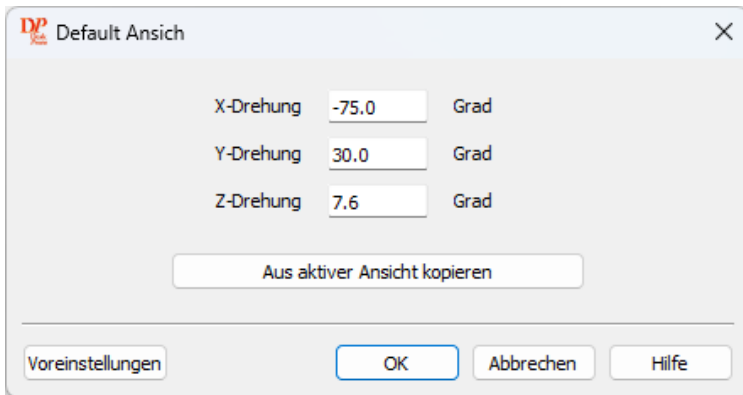 DP Default Ansich
X-Drehung -75.0 Grad
Y-Drehung 30.0 Grad
Z-Drehung 7.6 Grad
Aus aktiver Ansicht kopieren
Voreinstellungen OK Abbrechen Hilfe